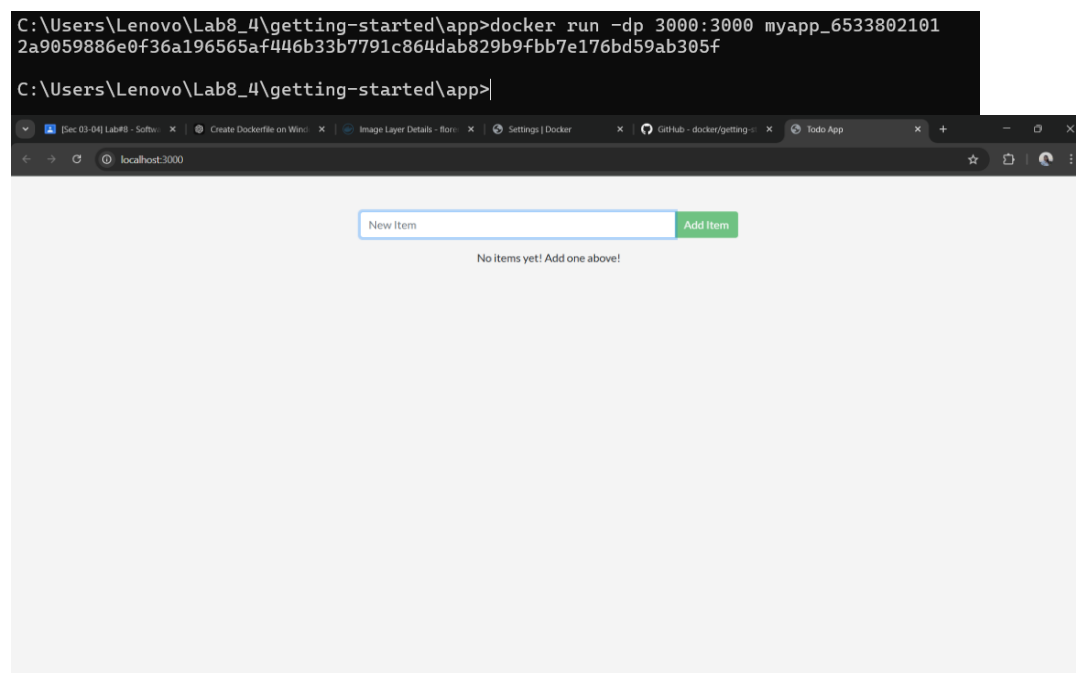 C:\Users\Lenovo\Lab8_4\getting-started\app>docker run -dp 3000:3000 myapp_6533802101
2a9059886e0f36a196565af446b33b7791c864dab829b9fbb7e176bd59ab305f
C:\Users\Lenovo\Lab8_4\getting-started\app>
[Sec 03-04] Lab#8 - Softw Create Dockerfile on Wind Image Layer Details - flore Settings | Docker GitHub - docker/getting-s Todo App
localhost:3000
New Item Add Item
No items yet! Add one above!